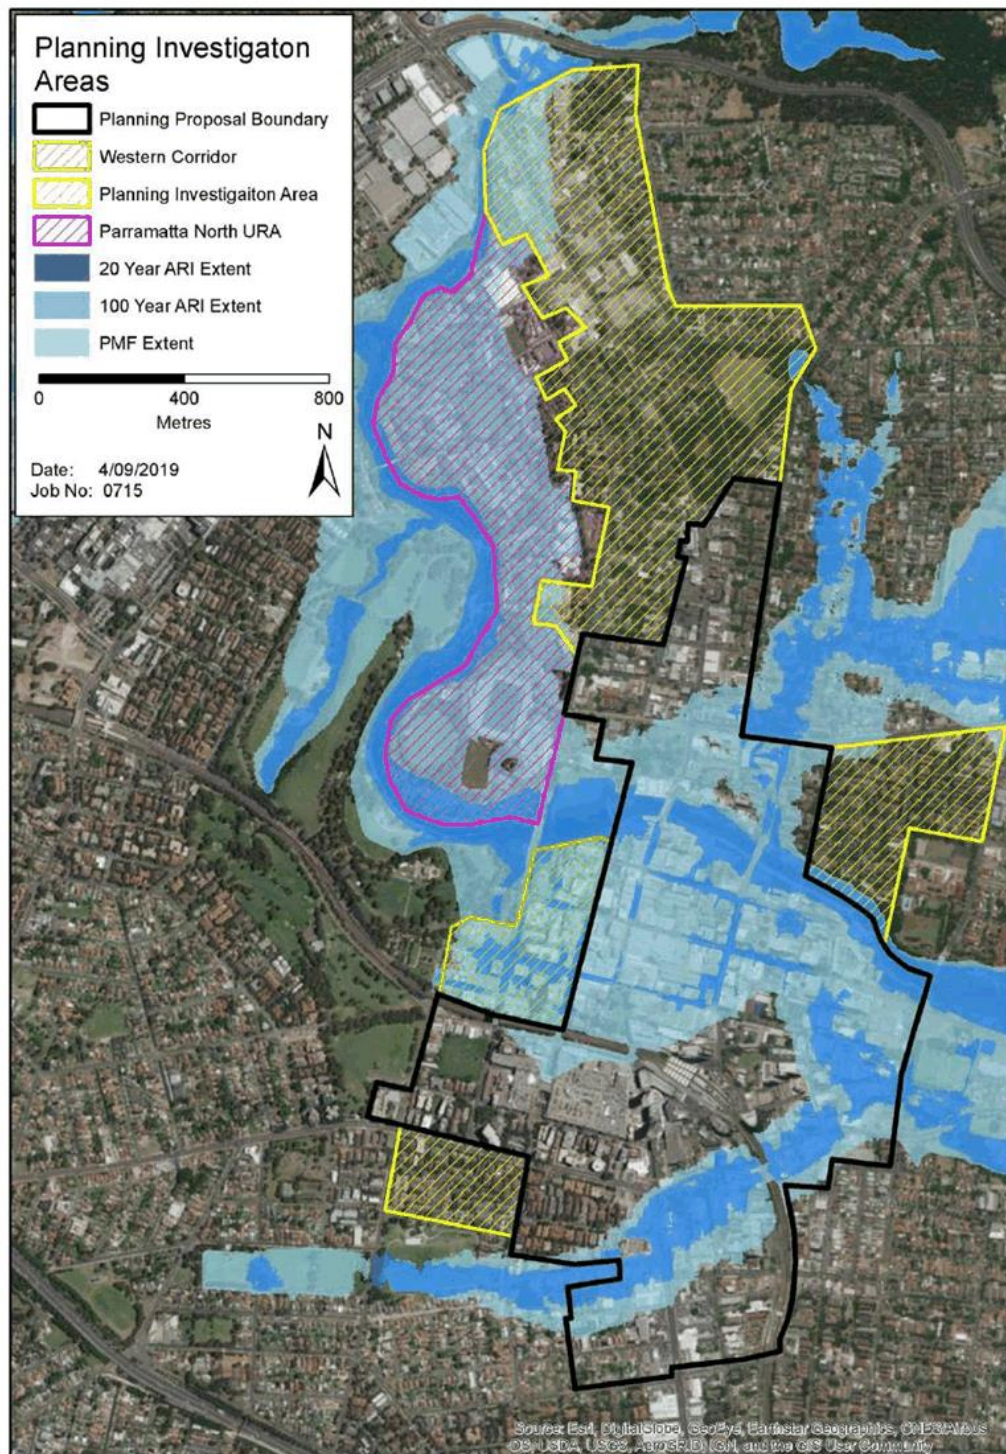 Planning Investigaton
Areas
Planning Proposal Boundary
Western Corridor
Planning Investigaiton Area
Parramatta North URA
20 Year ARI Extent
100 Year ARI Extent
PMF Extent
0 400 800
Metres
N
Date: 4/09/2019
Job No: 0715
Source: Esri, DigitalGlobe, GeoEye, Earthstar Geographics, CNES/Airbus
DS, USDA, USGS, AeroGRID, IGN, and the GIS User Community